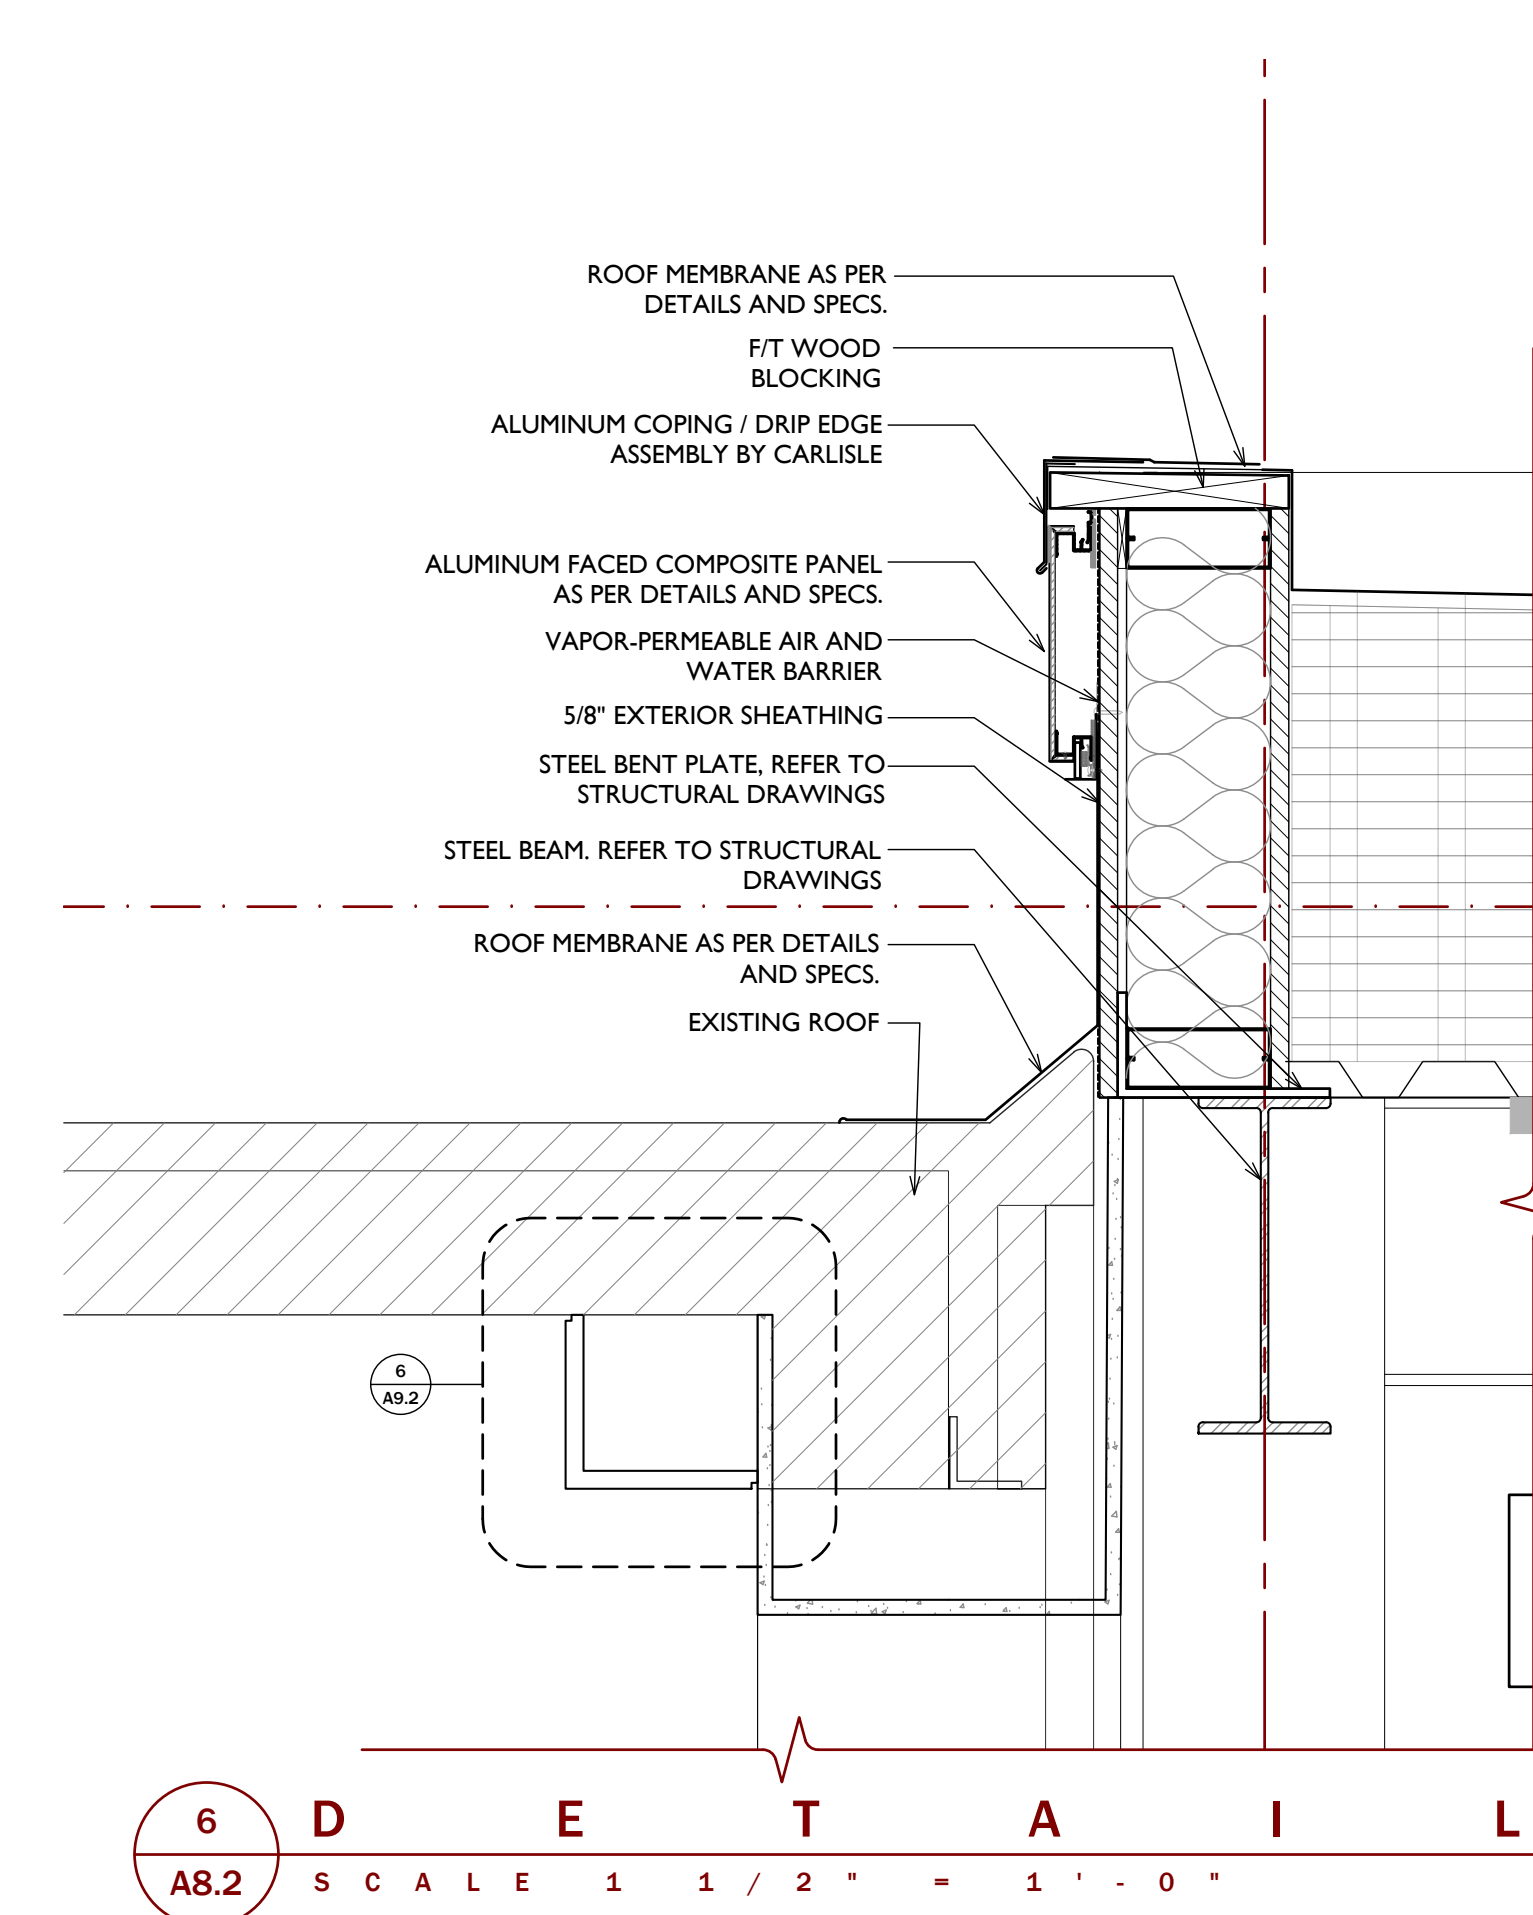 ROOF MEMBRANE AS PER
DETAILS AND SPECS.
F/T WOOD
BLOCKING
ALUMINUM COPING / DRIP EDGE
ASSEMBLY BY CARLISLE
ALUMINUM FACED COMPOSITE PANEL
AS PER DETAILS AND SPECS.
VAPOR-PERMEABLE AIR AND
WATER BARRIER
5/8" EXTERIOR SHEATHING
STEEL BENT PLATE, REFER TO
STRUCTURAL DRAWINGS
STEEL BEAM. REFER TO STRUCTURAL
DRAWINGS
ROOF MEMBRANE AS PER DETAILS
AND SPECS.
EXISTING ROOF
6
A9.2
6
A8.2
DETAIL
SCALE 1 1/2" = 1'-0"